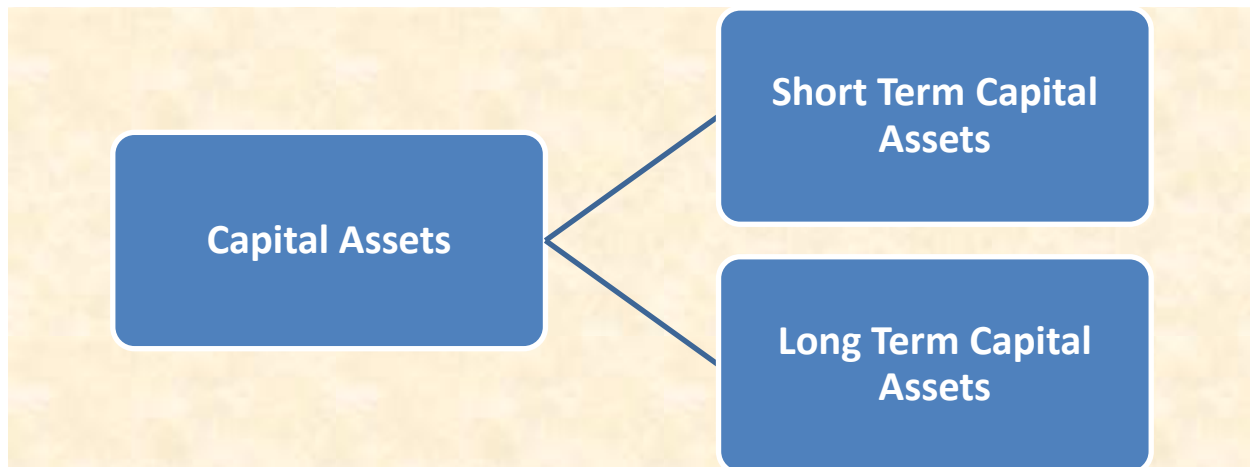 Capital Assets
Short Term Capital
Assets
Long Term Capital
Assets